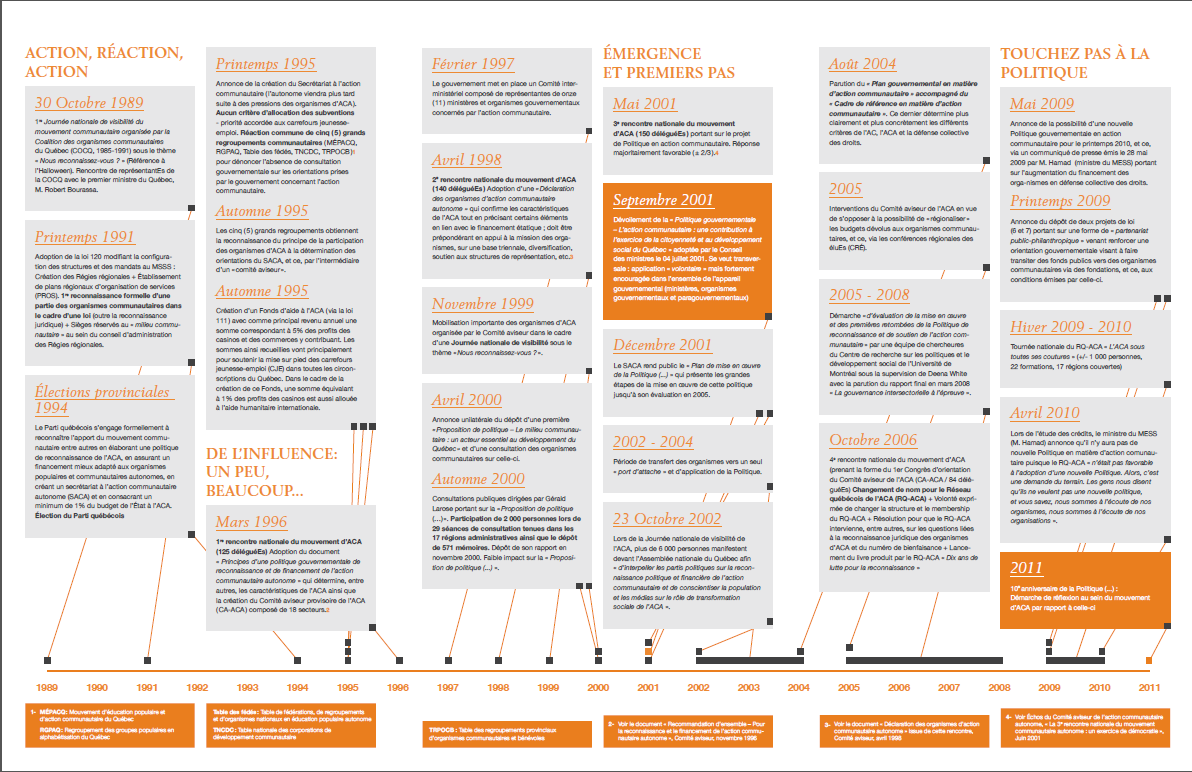 ACTION, RÉACTION,
ACTION
30 Octobre 1989
1re Journée nationale de visibilité du
mouvement communautaire organisée par la
Coalition des organismes communautaires
du Québec (COCQ, 1985-1991) sous le thème
« Nous reconnaissez-vous ? » (Référence à
l'Halloween). Rencontre de représentantEs de
la COCQ avec le premier ministre du Québec,
M. Robert Bourassa.
Printemps 1991
Adoption de la loi 120 modifiant la configura-
tion des structures et des mandats au MSSS :
Création des Régies régionales + Établissement
de plans régionaux d'organisation de services
(PROS). 1re reconnaissance formelle d'une
partie des organismes communautaires dans
le cadre d'une loi (outre la reconnaissance
juridique) + Sièges réservés au « milieu commu-
nautaire » au sein du conseil d'administration
des Régies régionales.
Élections provinciales
1994
Le Parti québécois s'engage formellement à
reconnaître l'apport du mouvement commu-
nautaire entre autres en élaborant une politique
de reconnaissance de l'ACA, en assurant un
financement mieux adapté aux organismes
populaires et communautaires autonomes, en
créant un secrétariat à l'action communautaire
autonome (SACA) et en consacrant un
minimum de 1% du budget de l'État à l'ACA.
Élection du Parti québécois
Printemps 1995
Annonce de la création du Secrétariat à l'action
communautaire (l'autonome viendra plus tard
suite à des pressions des organismes d'ACA).
Aucun critère d'allocation des subventions
- priorité accordée aux carrefours jeunesse-
emploi. Réaction commune de cinq (5) grands
regroupements communautaires (MÉPACQ,
RGPAQ, Table des fédés, TNCDC, TRPOCB)1
pour dénoncer l'absence de consultation
gouvernementale sur les orientations prises
par le gouvernement concernant l'action
communautaire.
Automne 1995
Les cinq (5) grands regroupements obtiennent
la reconnaissance du principe de la participation
des organismes d'ACA à la détermination des
orientations du SACA, et ce, par l'intermédiaire
d'un «comité aviseur».
Automne 1995
Création d'un Fonds d'aide à l'ACA (via la loi
111) avec comme principal revenu annuel une
somme correspondant à 5% des profits des
casinos et des commerces y contribuant. Les
sommes ainsi recueillies vont principalement
pour soutenir la mise sur pied des carrefours
jeunesse-emploi (CJE) dans toutes les circon-
scriptions du Québec. Dans le cadre de la
création de ce Fonds, une somme équivalant
à 1% des profits des casinos est aussi allouée
à l'aide humanitaire internationale.
DE L'INFLUENCE:
UN PEU,
BEAUCOUP...
Mars 1996
1re rencontre nationale du mouvement d'ACA
(125 déléguéEs) Adoption du document
« Principes d'une politique gouvernementale de
reconnaissance et de financement de l'action
communautaire autonome » qui détermine, entre
autres, les caractéristiques de l'ACA ainsi que
la création du Comité aviseur provisoire de l'ACA
(CA-ACA) composé de 18 secteurs.2
Février 1997
Le gouvernement met en place un Comité inter-
ministériel composé de représentantes de onze
(11) ministères et organismes gouvernementaux
concernés par l'action communautaire.
Avril 1998
2e rencontre nationale du mouvement d'ACA
(140 déléguéEs) Adoption d'une «Déclaration
des organismes d'action communautaire
autonome » qui confirme les caractéristiques
de l'ACA tout en précisant certains éléments
en lien avec le financement étatique ; doit être
prépondérant en appui à la mission des orga-
nismes, sur une base triennale, diversification,
soutien aux structures de représentation, etc.3
Novembre 1999
Mobilisation importante des organismes d'ACA
organisée par le Comité aviseur dans le cadre
d'une Journée nationale de visibilité sous le
thème «Nous reconnaissez-vous ? ».
Avril 2000
Annonce unilatérale du dépôt d'une première
«Proposition de politique – Le milieu communau-
taire : un acteur essentiel au développement du
Québec» et d'une consultation des organismes
communautaires sur celle-ci.
Automne 2000
Consultations publiques dirigées par Gérald
Larose portant sur la «Proposition de politique
(…)». Participation de 2 000 personnes lors de
29 séances de consultation tenues dans les
17 régions administratives ainsi que le dépôt
de 571 mémoires. Dépôt de son rapport en
novembre 2000. Faible impact sur la « Proposi-
tion de politique (...) ».
ÉMERGENCE
ET PREMIERS PAS
Mai 2001
3e rencontre nationale du mouvement
d'ACA (150 déléguéEs) portant sur le projet
de Politique en action communautaire. Réponse
majoritairement favorable (± 2/3).4
Septembre 2001
Dévoilement de la « Politique gouvernementale
– L'action communautaire : une contribution à
l'exercice de la citoyenneté et au développement
social du Québec » adoptée par le Conseil
des ministres le 04 juillet 2001. Se veut transver-
sale : application « volontaire » mais fortement
encouragée dans l'ensemble de l'appareil
gouvernemental (ministères, organismes
gouvernementaux et paragouvernementaux)
Décembre 2001
Le SACA rend public le « Plan de mise en œuvre
de la Politique (...) » qui présente les grandes
étapes de la mise en œuvre de cette politique
jusqu'à son évaluation en 2005.
2002 - 2004
Période de transfert des organismes vers un seul
« port d'attache » et d'application de la Politique.
23 Octobre 2002
Lors de la Journée nationale de visibilité de
l'ACA, plus de 6 000 personnes manifestent
devant l'Assemblée nationale du Québec afin
« d'interpeler les partis politiques sur la recon-
naissance politique et financière de l'action
communautaire et de conscientiser la population
et les médias sur le rôle de transformation
sociale de l'ACA ».
Août 2004
Parution du « Plan gouvernemental en matière
d'action communautaire » accompagné du
« Cadre de référence en matière d'action
communautaire ». Ce dernier détermine plus
clairement et plus concrètement les différents
critères de l'AC, l'ACA et la défense collective
des droits.
2005
Interventions du Comité aviseur de l'ACA en vue
de s'opposer à la possibilité de « régionaliser »
les budgets dévolus aux organismes communau-
taires, et ce, via les conférences régionales des
éluEs (CRÉ).
2005 - 2008
Démarche «d'évaluation de la mise en œuvre
et des premières retombées de la Politique de
reconnaissance et de soutien de l'action com-
munautaire» par une équipe de chercheurs
du Centre de recherche sur les politiques et le
développement social de l'Université de
Montréal sous la supervision de Deena White
avec la parution du rapport final en mars 2008
« La gouvernance intersectorielle à l'épreuve ».
Octobre 2006
4e rencontre nationale du mouvement d'ACA
(prenant la forme du 1er Congrès d'orientation
du Comité aviseur de l'ACA (CA-ACA / 84 délé-
guéEs) Changement de nom pour le Réseau
québécois de l'ACA (RQ-ACA) + Volonté expri-
mée de changer la structure et le membership
du RQ-ACA + Résolution pour que le RQ-ACA
intervienne, entre autres, sur les questions liées
à la reconnaissance juridique des organismes
d'ACA et du numéro de bienfaisance + Lance-
ment du livre produit par le RQ-ACA « Dix ans de
lutte pour la reconnaissance »
TOUCHEZ PAS À LA
POLITIQUE
Mai 2009
Annonce de la possibilité d'une nouvelle
Politique gouvernementale en action
communautaire pour le printemps 2010, et ce,
via un communiqué de presse émis le 28 mai
2009 par M. Hamad (ministre du MESS) portant
sur l'augmentation du financement des
orga-nismes en défense collective des droits.
Printemps 2009
Annonce du dépôt de deux projets de loi
(6 et 7) portant sur une forme de « partenariat
public-philanthropique » venant renforcer une
orientation gouvernementale visant à faire
transiter des fonds publics vers des organismes
communautaires via des fondations, et ce, aux
conditions émises par celle-ci.
Hiver 2009 - 2010
Tournée nationale du RQ-ACA « L'ACA sous
toutes ses coutures » (+/- 1 000 personnes,
22 formations, 17 régions couvertes)
Avril 2010
Lors de l'étude des crédits, le ministre du MESS
(M. Hamad) annonce qu'il n'y aura pas de
nouvelle Politique en matière d'action comunau-
taire puisque le RQ-ACA « n'était pas favorable
à l'adoption d'une nouvelle Politique. Alors, c'est
une demande du terrain. Les gens nous disent
qu'ils ne veulent pas une nouvelle politique,
et vous savez, nous sommes à l'écoute de nos
organismes, nous sommes à l'écoute de nos
organisations ».
2011
10e anniversaire de la Politique (...) :
Démarche de réflexion au sein du mouvement
d'ACA par rapport à celle-ci
1989 1990 1991 1992 1993 1994 1995 1996 1997 1998 1999 2000 2001 2002 2003 2004 2005 2006 2007 2008 2009 2010 2011
1- MÉPACQ: Mouvement d'éducation populaire et
d'action communautaire du Québec
RGPAQ: Regroupement des groupes populaires en
alphabétisation du Québec
Table des fédés: Table de fédérations, de regroupements
et d'organismes nationaux en éducation populaire autonome
TNCDC: Table nationale des corporations de
développement communautaire
TRPOCB : Table des regroupements provinciaux
d'organismes communautaires et bénévoles
2- Voir le document « Recommandation d'ensemble – Pour
la reconnaissance et le financement de l'action commu-
nautaire autonome », Comité aviseur, novembre 1996
3- Voir le document « Déclaration des organismes d'action
communautaire autonome » issue de cette rencontre,
Comité aviseur, avril 1998
4- Voir Échos du Comité aviseur de l'action communautaire
autonome, « La 3e rencontre nationale du mouvement
communautaire autonome : un exercice de démocratie »,
Juin 2001